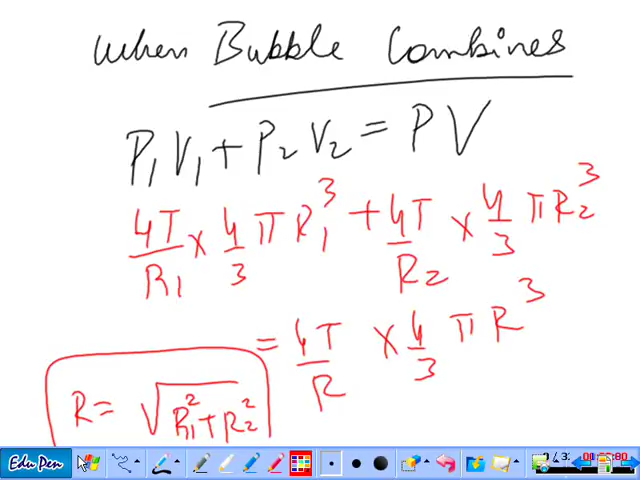 When Bubble Combines
P₁V₁ + P₂V₂ = PV
4T/R₁ × 4/3 πR₁³ + 4T/R₂ × 4/3 πR₂³
= 4T/R × 4/3 πR³
R = √(R₁² + R₂²)
Edu Pen